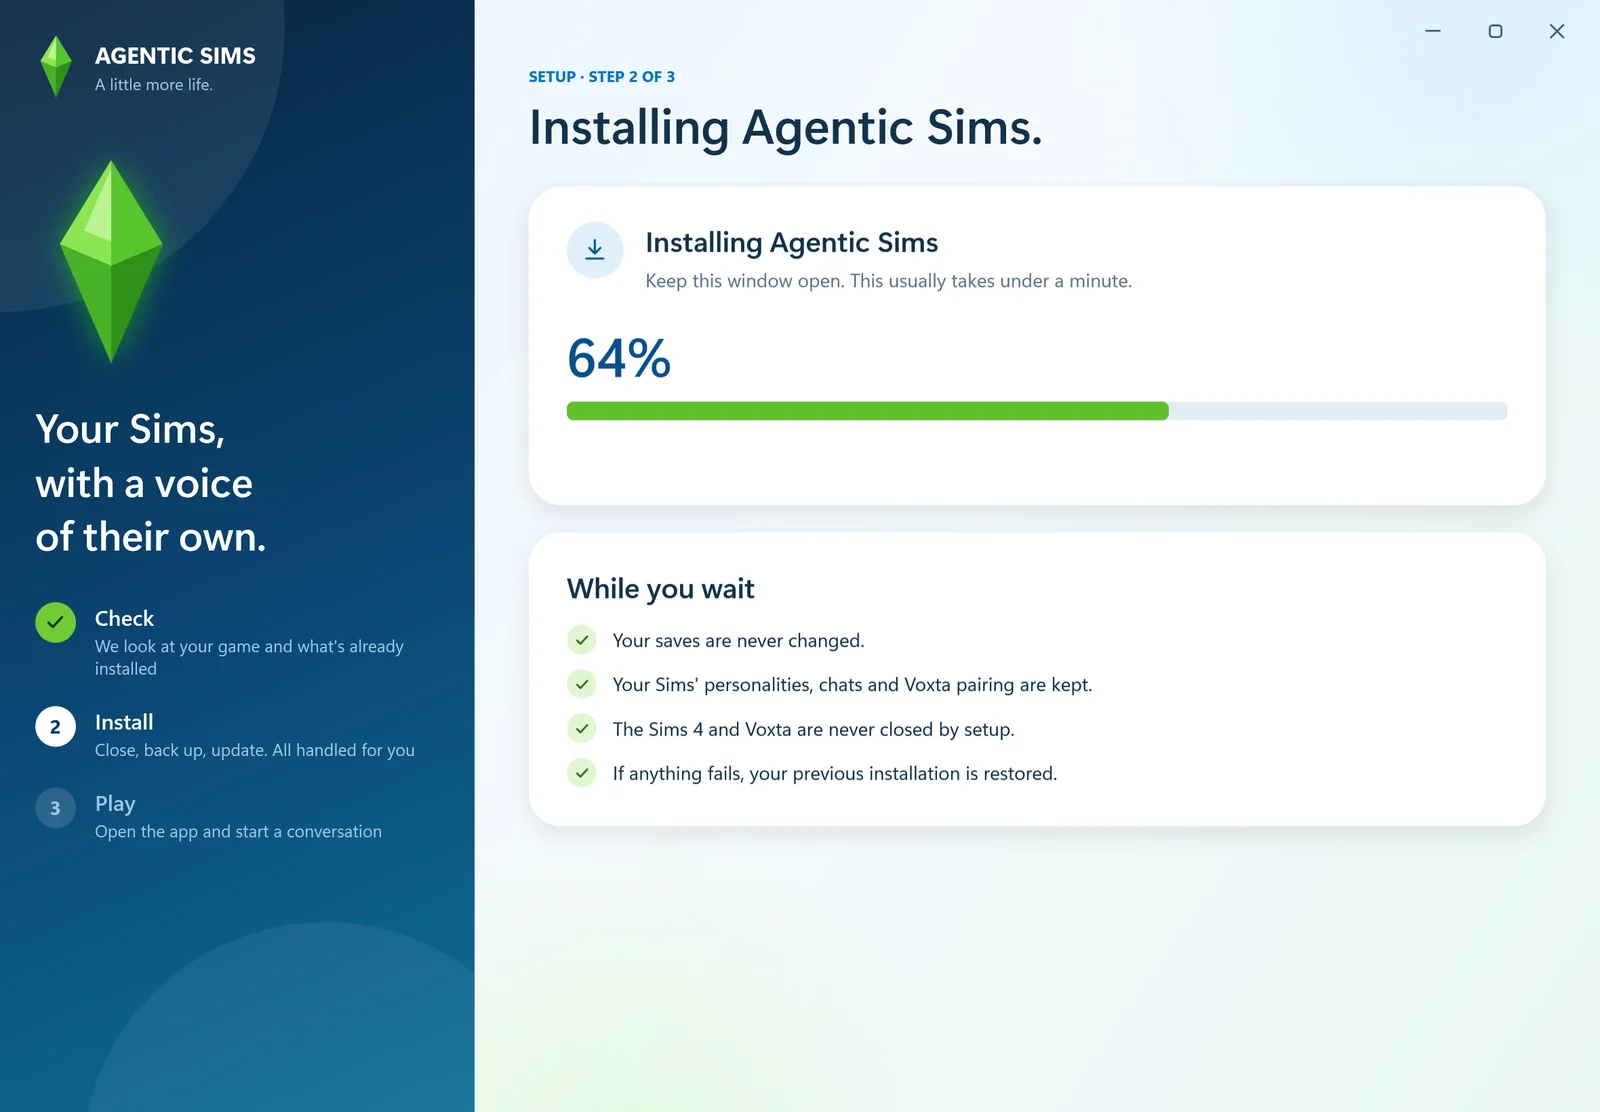 AGENTIC SIMS
A little more life.
Your Sims,
with a voice
of their own.
Check
We look at your game and what's already
installed
2
Install
Close, back up, update. All handled for you
3
Play
Open the app and start a conversation
SETUP · STEP 2 OF 3
Installing Agentic Sims.
Installing Agentic Sims
Keep this window open. This usually takes under a minute.
64%
While you wait
Your saves are never changed.
Your Sims' personalities, chats and Voxta pairing are kept.
The Sims 4 and Voxta are never closed by setup.
If anything fails, your previous installation is restored.